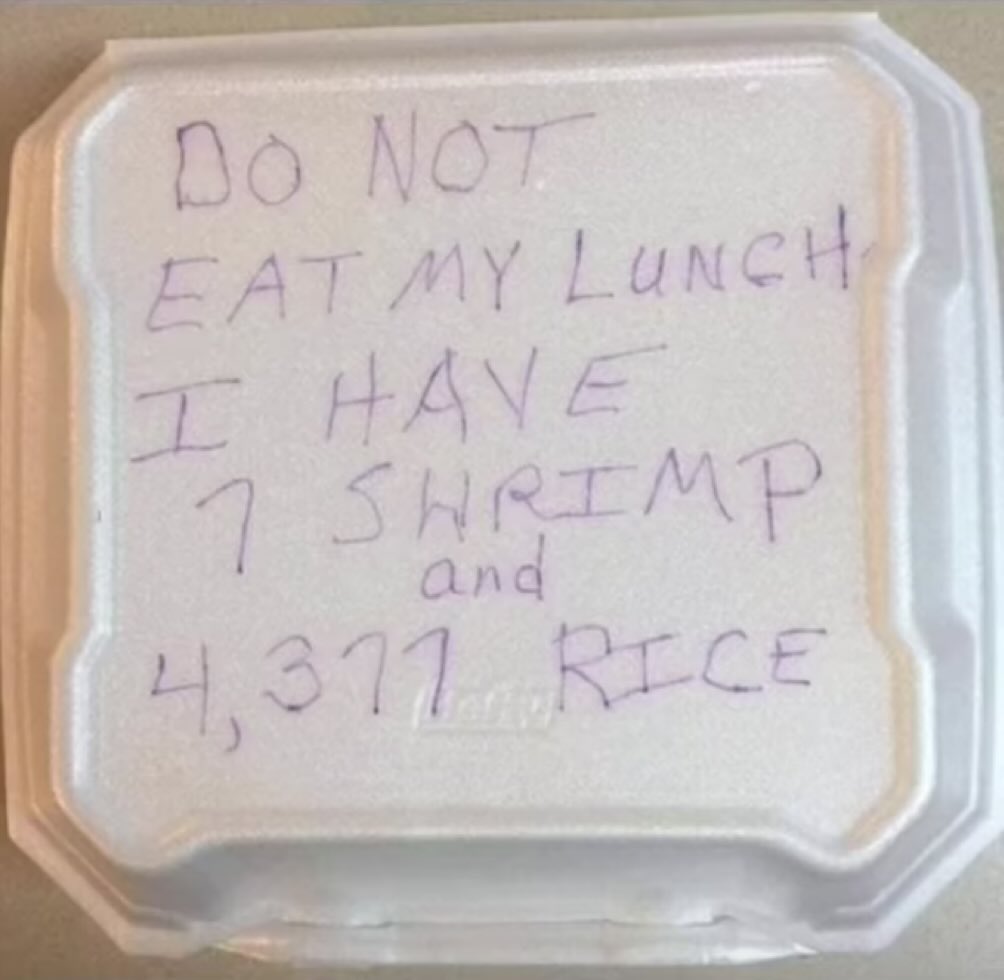 DO NOT
EAT MY LUNCH
I HAVE
7 SHRIMP
and
4,377 RICE